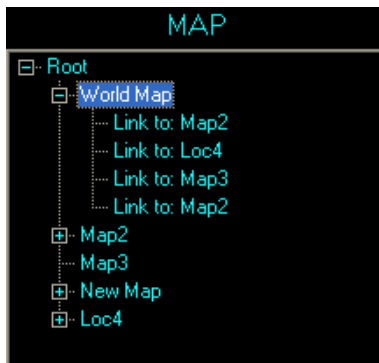 MAP
Root
World Map
Link to: Map2
Link to: Loc4
Link to: Map3
Link to: Map2
Map2
Map3
New Map
Loc4